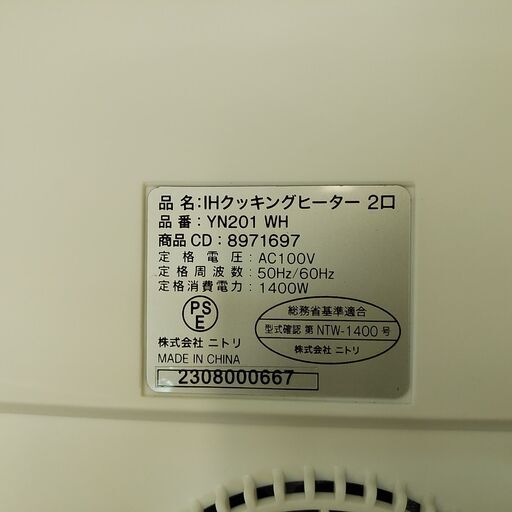 品名:IHクッキングヒーター 2口
品番:YN201 WH
商品CD:8971697
定格電圧:AC100V
定格周波数:50Hz/60Hz
定格消費電力:1400W
PS
E
株式会社 ニトリ
MADE IN CHINA
2308000667
総務省基準適合
型式確認 第 NTW-1400 号
株式会社 ニトリ